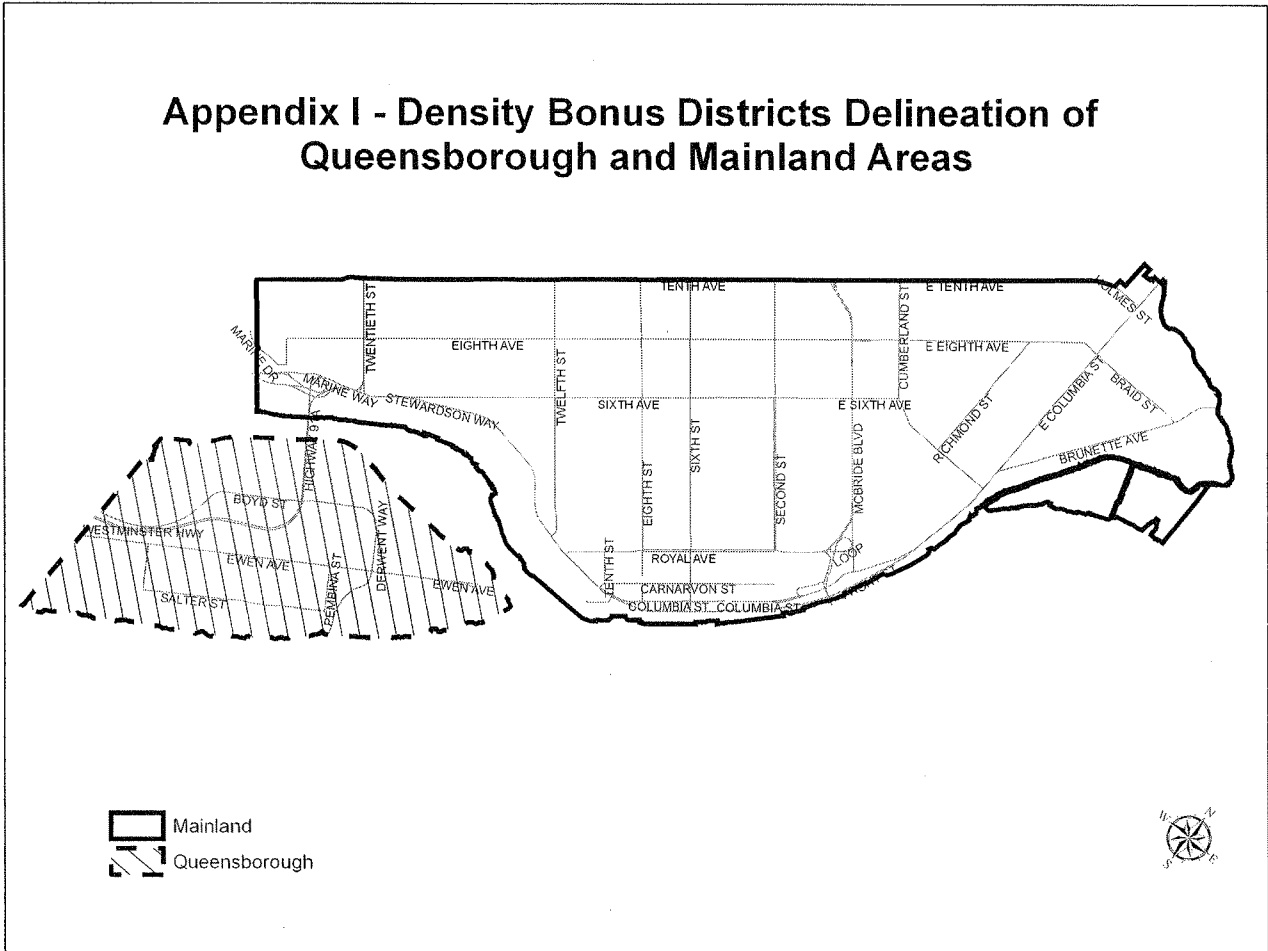 Appendix I - Density Bonus Districts Delineation of
Queensborough and Mainland Areas
TENTH AVE
E TENTH AVE
HOLMES ST
TWENTIETH ST
CUMBERLAND ST
MARINE DR
EIGHTH AVE
E EIGHTH AVE
TWELFTH ST
E COLUMBIA ST
BRAID ST
MARINE WAY
STEWARDSON WAY
SIXTH AVE
E SIXTH AVE
RICHMOND ST
BRUNETTE AVE
SIXTH ST
MCBRIDE BLVD
EIGHTH ST
SECOND ST
BOYD ST
WESTMINSTER HWY
DERWENT WAY
EWEN AVE
EWEN AVE
PEMBINA ST
SALTER ST
TENTH ST
ROYAL AVE
LOOP
CARNARVON ST
COLUMBIA ST
COLUMBIA ST
Mainland
Queensborough
W
N
S
E